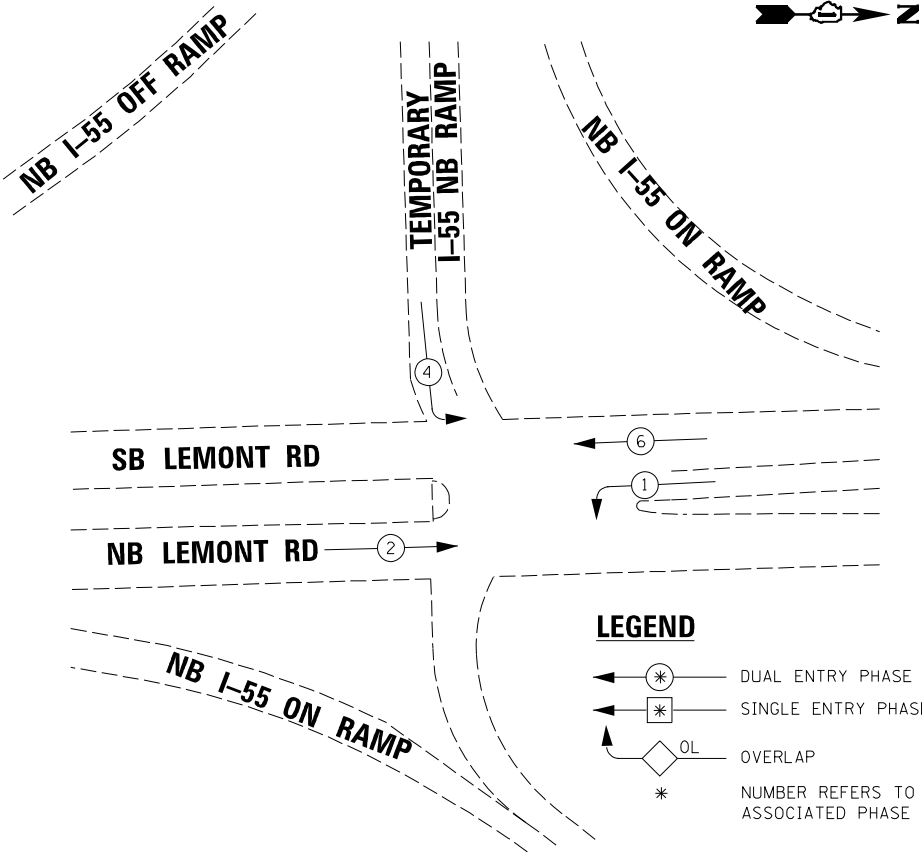 N
NB I-55 OFF RAMP
TEMPORARY
I-55 NB RAMP
NB I-55 ON RAMP
4
SB LEMONT RD
6
1
NB LEMONT RD
2
NB I-55 ON RAMP
LEGEND
* DUAL ENTRY PHASE
* SINGLE ENTRY PHASE
OL OVERLAP
* NUMBER REFERS TO
ASSOCIATED PHASE